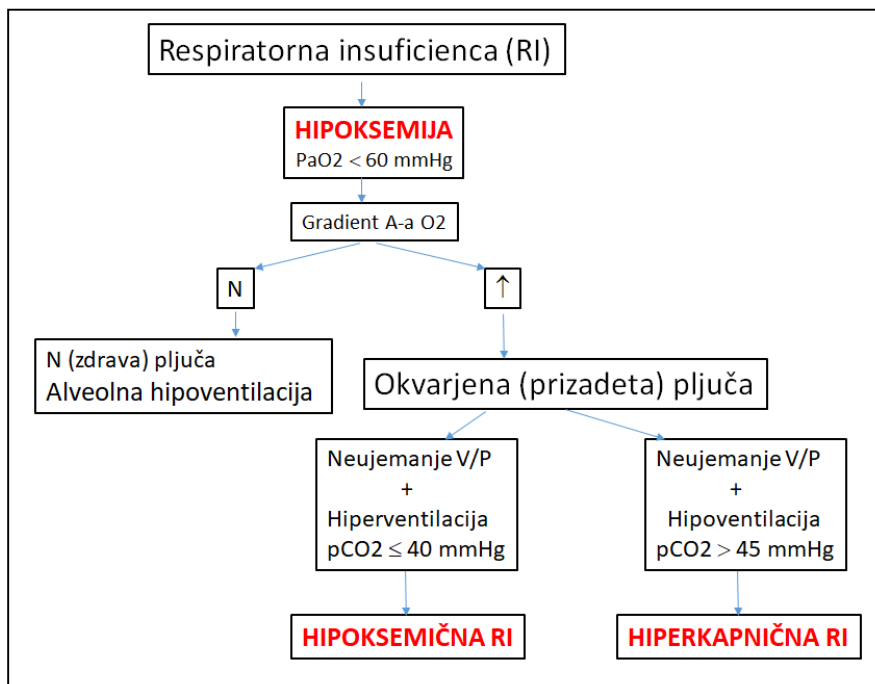 Respiratorna insuficienca (RI)
HIPOKSEMIJA
PaO2 < 60 mmHg
Gradient A-a O2
N
↑
N (zdrava) pljuča
Alveolna hipoventilacija
Okvarjena (prizadeta) pljuča
Neujemanje V/P
+
Hiperventilacija
pCO2 ≤ 40 mmHg
Neujemanje V/P
+
Hipoventilacija
pCO2 > 45 mmHg
HIPOKSEMIČNA RI
HIPERKAPNIČNA RI